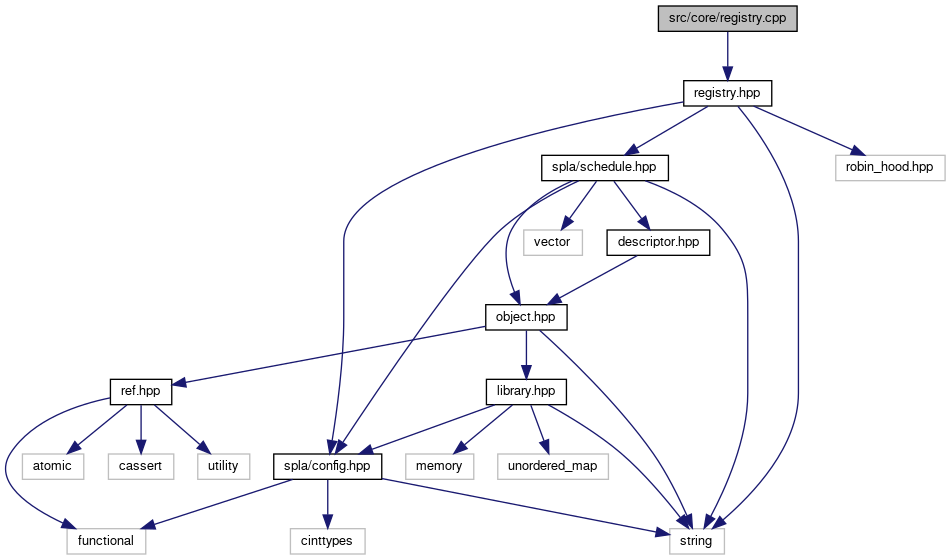 src/core/registry.cpp
registry.hpp
spla/schedule.hpp
robin_hood.hpp
vector
descriptor.hpp
object.hpp
ref.hpp
library.hpp
atomic
cassert
utility
spla/config.hpp
memory
unordered_map
functional
cinttypes
string